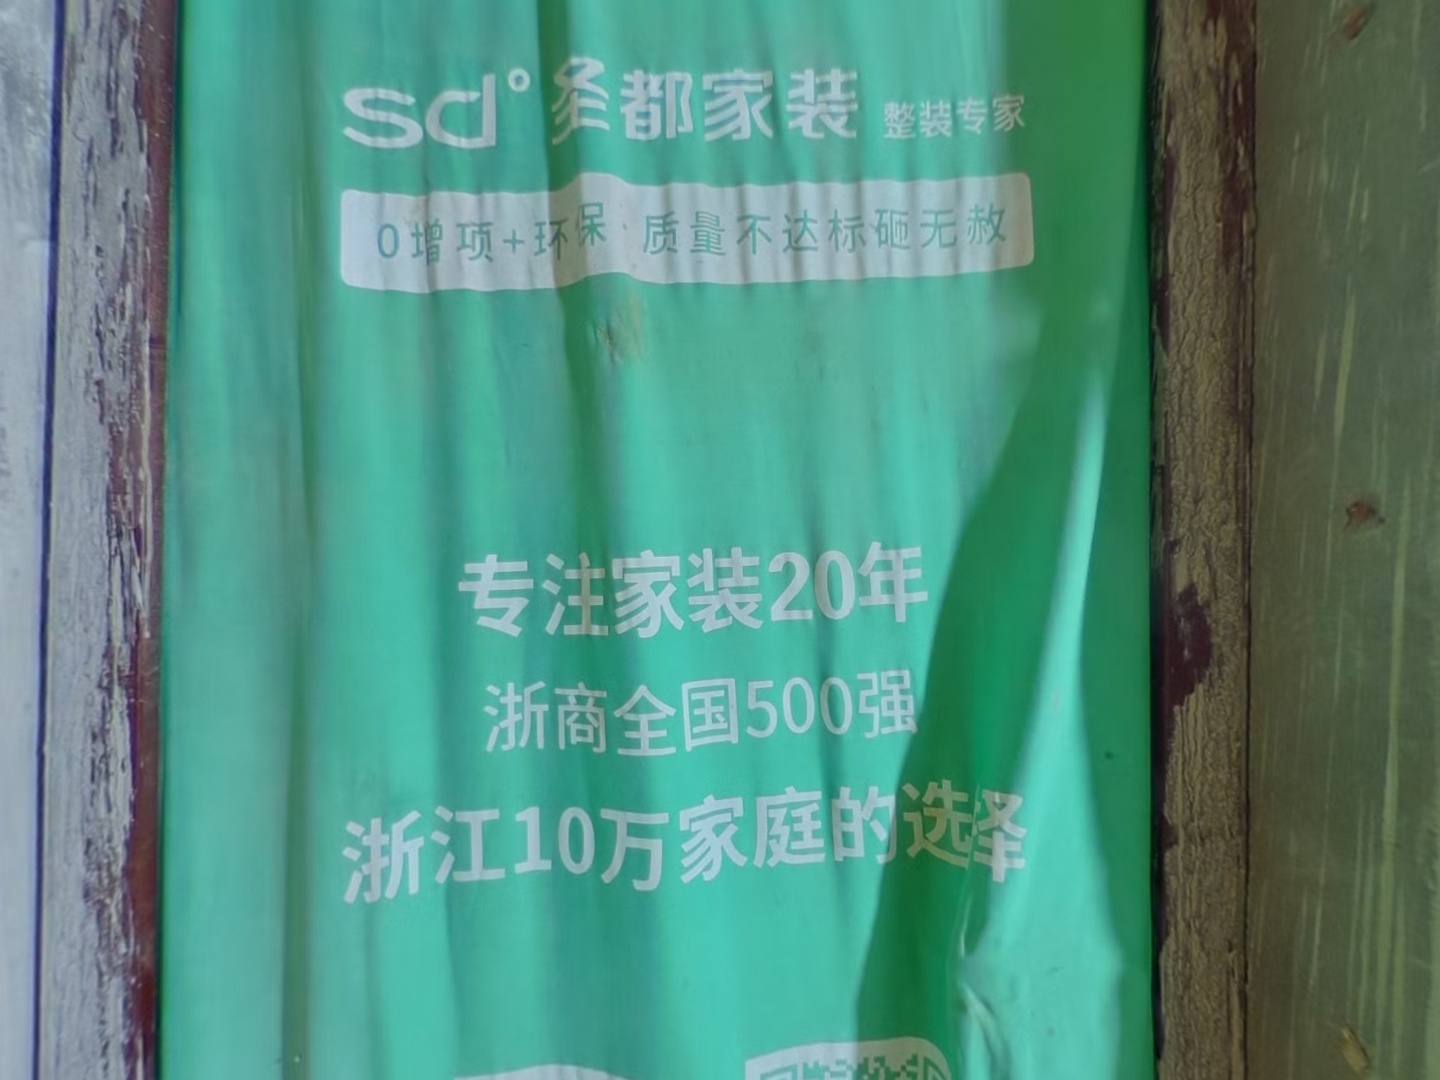 sd° 圣都家装 整装专家
0增项+环保 质量不达标砸无赦
专注家装20年
浙商全国500强
浙江10万家庭的选择